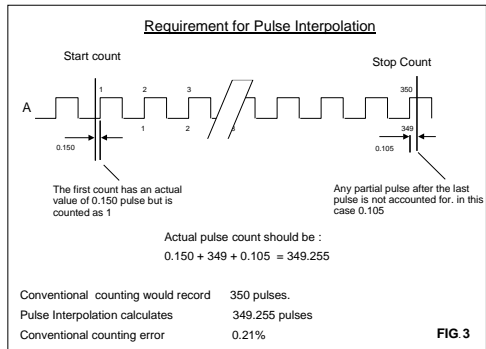 Requirement for Pulse Interpolation
Start count
Stop Count
1 2 3 350
A
1 2 3 349
0.150
0.105
The first count has an actual
value of 0.150 pulse but is
counted as 1
Any partial pulse after the last
pulse is not accounted for. in this
case 0.105
Actual pulse count should be :
0.150 + 349 + 0.105 = 349.255
Conventional counting would record 350 pulses.
Pulse Interpolation calculates 349.255 pulses
Conventional counting error 0.21%
FIG.3